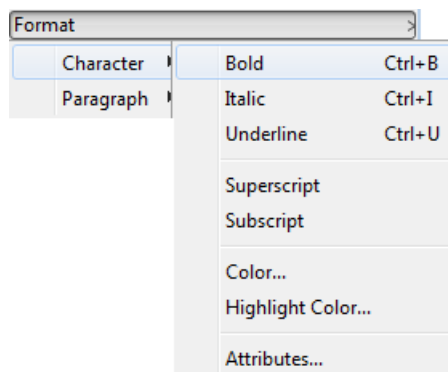 Format >
Character
Paragraph
Bold Ctrl+B
Italic Ctrl+I
Underline Ctrl+U
Superscript
Subscript
Color...
Highlight Color...
Attributes...